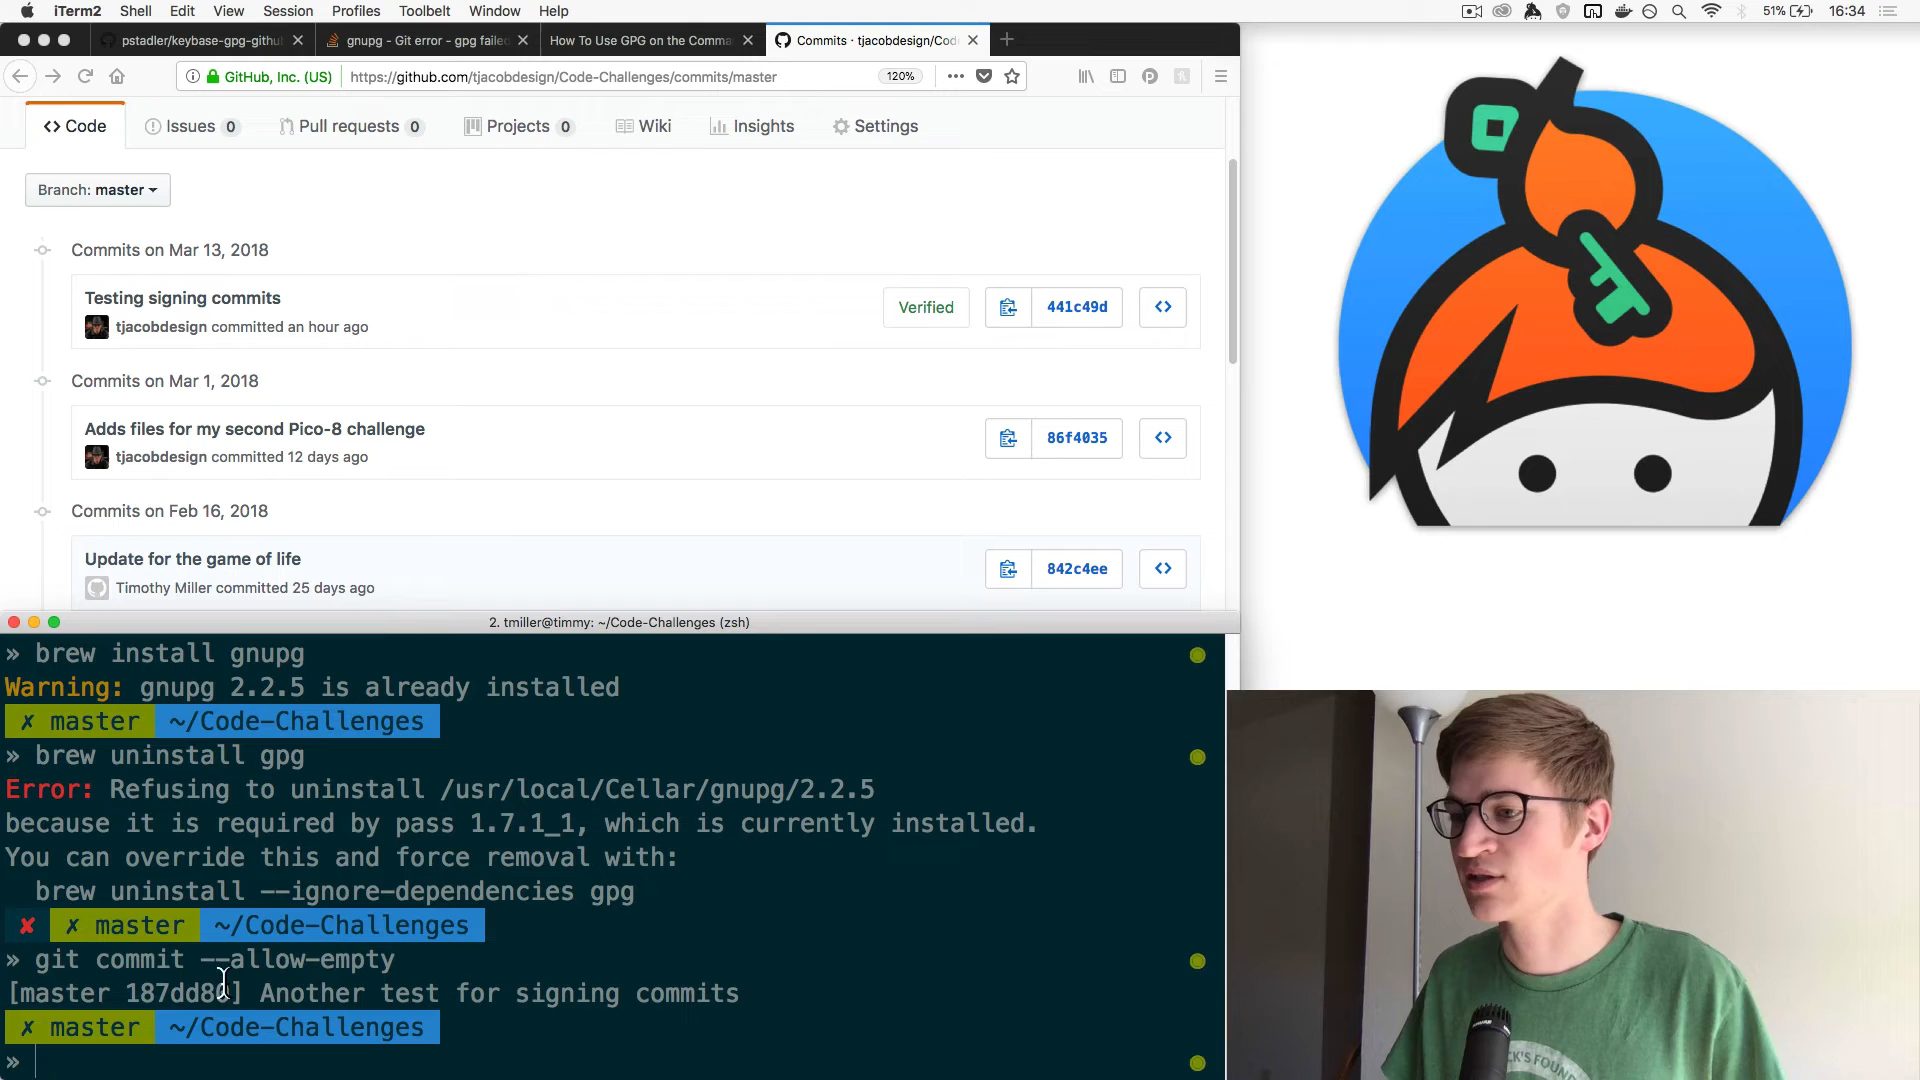 iTerm2 Shell Edit View Session Profiles Toolbelt Window Help 51% 16:34
pstadler/keybase-gpg-githu gnupg - Git error - gpg failed How To Use GPG on the Comma Commits · tjacobdesign/Cod
GitHub, Inc. (US) https://github.com/tjacobdesign/Code-Challenges/commits/master 120%
<> Code Issues 0 Pull requests 0 Projects 0 Wiki Insights Settings
Branch: master
Commits on Mar 13, 2018
Testing signing commits
tjacobdesign committed an hour ago
Verified 441c49d <>
Commits on Mar 1, 2018
Adds files for my second Pico-8 challenge
tjacobdesign committed 12 days ago
86f4035 <>
Commits on Feb 16, 2018
Update for the game of life
Timothy Miller committed 25 days ago
842c4ee <>
2. tmiller@timmy: ~/Code-Challenges (zsh)
» brew install gnupg
Warning: gnupg 2.2.5 is already installed
✗ master ~/Code-Challenges
» brew uninstall gpg
Error: Refusing to uninstall /usr/local/Cellar/gnupg/2.2.5
because it is required by pass 1.7.1_1, which is currently installed.
You can override this and force removal with:
brew uninstall --ignore-dependencies gpg
✘ ✗ master ~/Code-Challenges
» git commit --allow-empty
[master 187dd80] Another test for signing commits
✗ master ~/Code-Challenges
»
CK'S FOUN